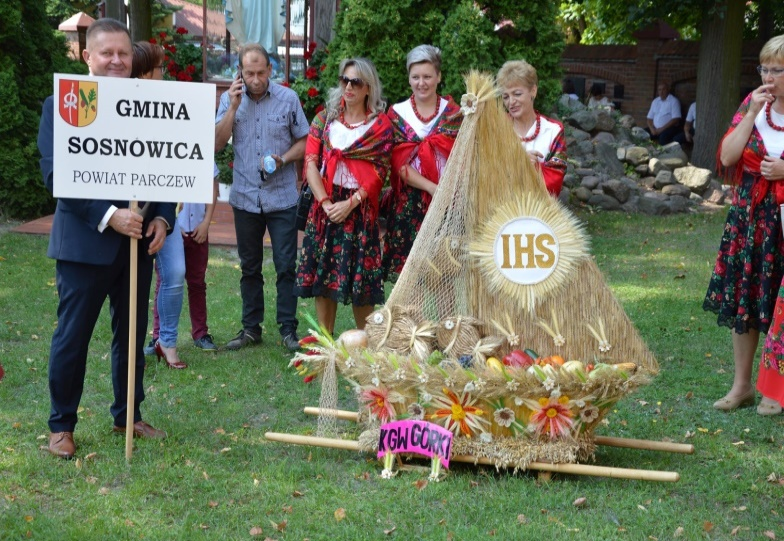 GMINA
SOSNOWICA
POWIAT PARCZEW
IHS
KGW GÓRKI